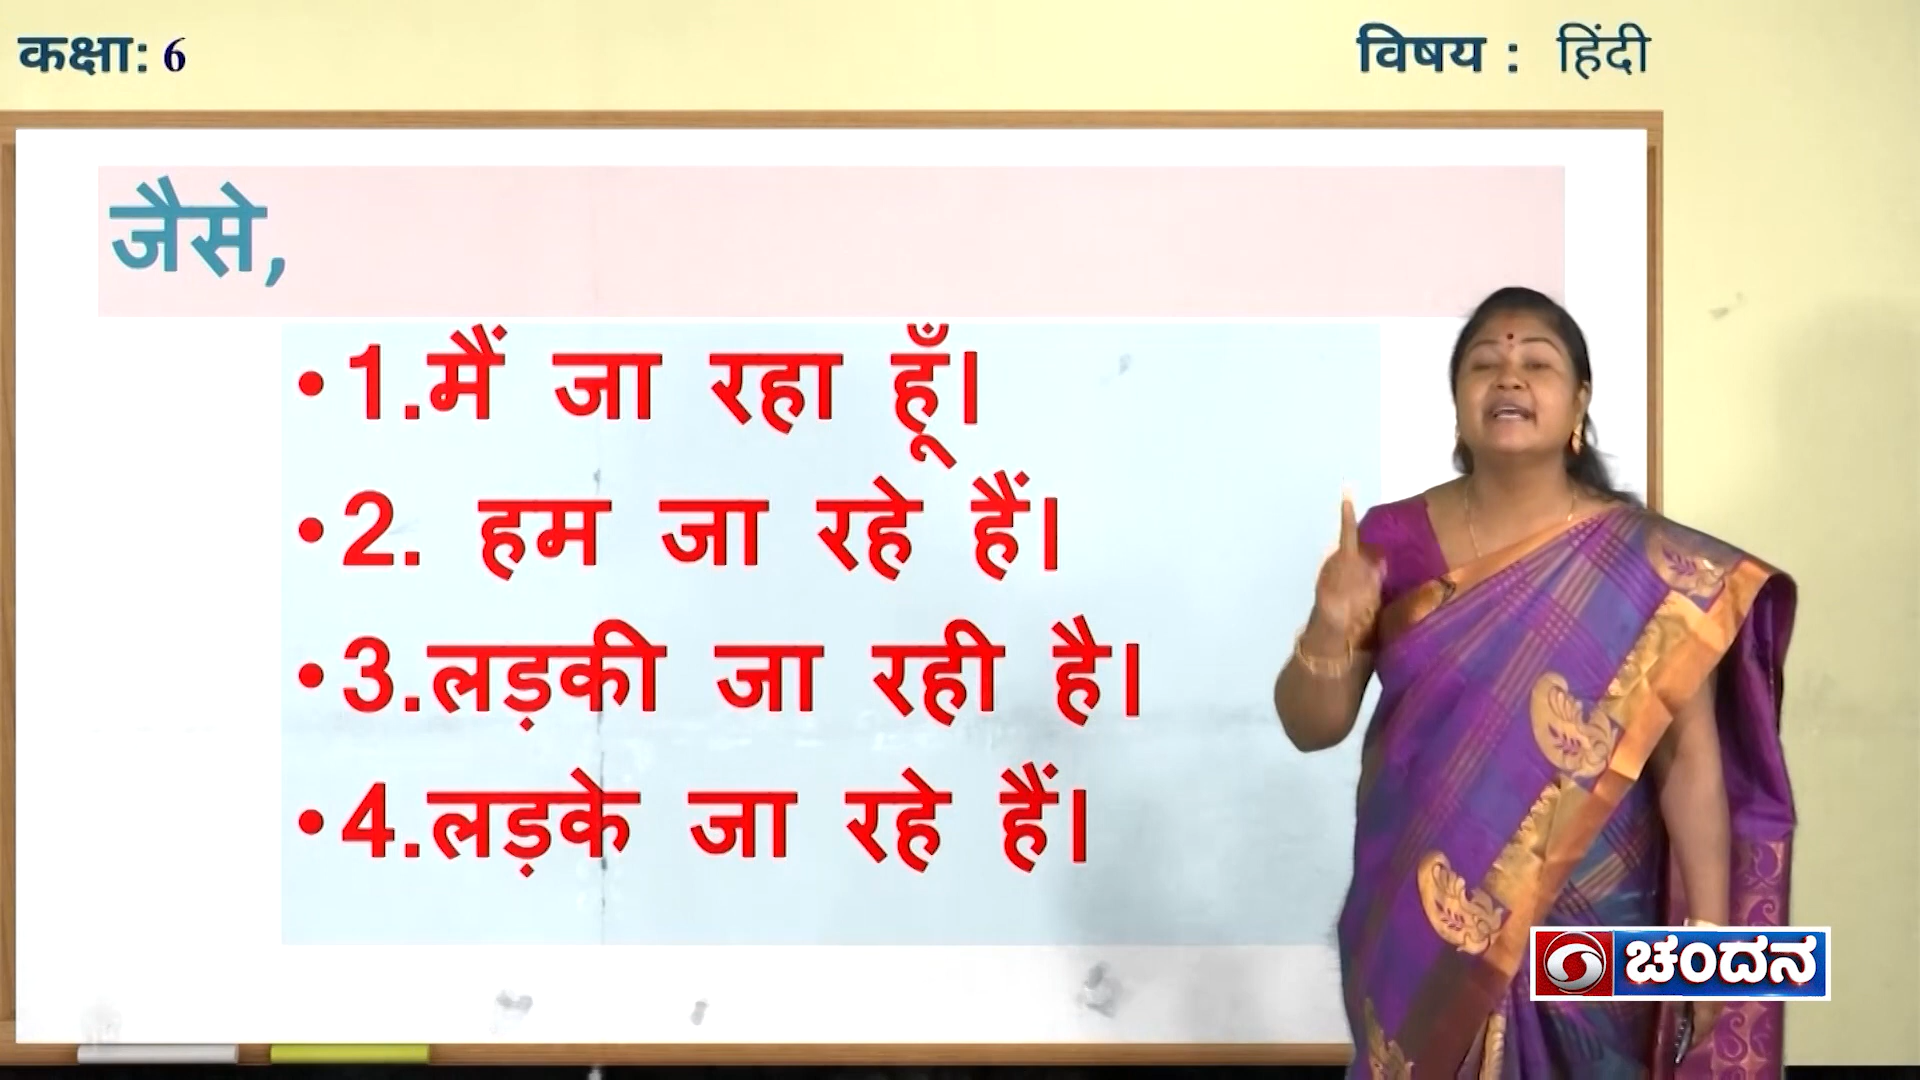 कक्षा: 6
विषय : हिंदी
जैसे,
•1.मैं जा रहा हूँ।
•2. हम जा रहे हैं।
•3.लड़की जा रही है।
•4.लड़के जा रहे हैं।
ಚಂದನ